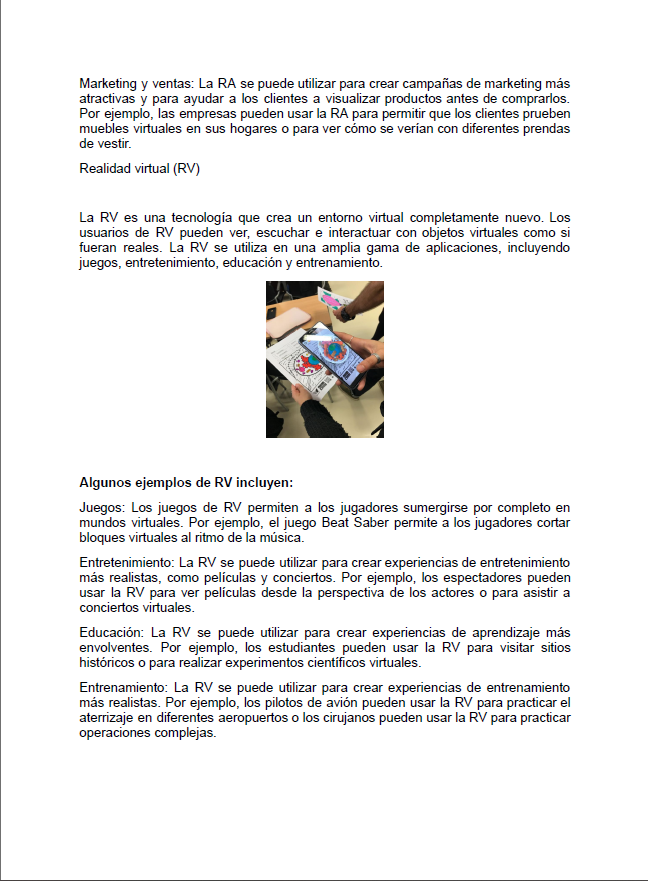 Marketing y ventas: La RA se puede utilizar para crear campañas de marketing más
atractivas y para ayudar a los clientes a visualizar productos antes de comprarlos.
Por ejemplo, las empresas pueden usar la RA para permitir que los clientes prueben
muebles virtuales en sus hogares o para ver cómo se verían con diferentes prendas
de vestir.
Realidad virtual (RV)
La RV es una tecnología que crea un entorno virtual completamente nuevo. Los
usuarios de RV pueden ver, escuchar e interactuar con objetos virtuales como si
fueran reales. La RV se utiliza en una amplia gama de aplicaciones, incluyendo
juegos, entretenimiento, educación y entrenamiento.
Algunos ejemplos de RV incluyen:
Juegos: Los juegos de RV permiten a los jugadores sumergirse por completo en
mundos virtuales. Por ejemplo, el juego Beat Saber permite a los jugadores cortar
bloques virtuales al ritmo de la música.
Entretenimiento: La RV se puede utilizar para crear experiencias de entretenimiento
más realistas, como películas y conciertos. Por ejemplo, los espectadores pueden
usar la RV para ver películas desde la perspectiva de los actores o para asistir a
conciertos virtuales.
Educación: La RV se puede utilizar para crear experiencias de aprendizaje más
envolventes. Por ejemplo, los estudiantes pueden usar la RV para visitar sitios
históricos o para realizar experimentos científicos virtuales.
Entrenamiento: La RV se puede utilizar para crear experiencias de entrenamiento
más realistas. Por ejemplo, los pilotos de avión pueden usar la RV para practicar el
aterrizaje en diferentes aeropuertos o los cirujanos pueden usar la RV para practicar
operaciones complejas.